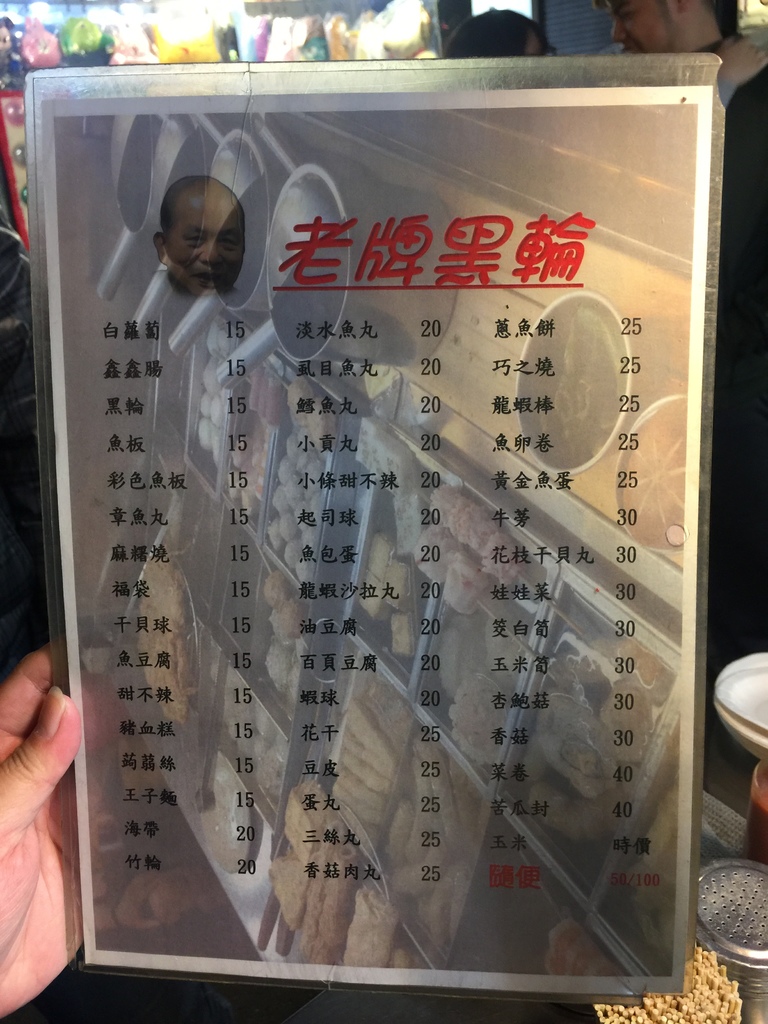 老牌黑輪
白蘿蔔 15
鑫鑫腸 15
黑輪 15
魚板 15
彩色魚板 15
章魚丸 15
麻糬燒 15
福袋 15
干貝球 15
魚豆腐 15
甜不辣 15
豬血糕 15
蒟蒻絲 15
王子麵 15
海帶 20
竹輪 20
淡水魚丸 20
虱目魚丸 20
鱈魚丸 20
小貢丸 20
小條甜不辣 20
起司球 20
魚包蛋 20
龍蝦沙拉丸 20
油豆腐 20
百頁豆腐 20
蝦球 20
花干 25
豆皮 25
蛋丸 25
三絲丸 25
香菇肉丸 25
蔥魚餅 25
巧之燒 25
龍蝦棒 25
魚卵卷 25
黃金魚蛋 25
牛蒡 30
花枝干貝丸 30
娃娃菜 30
筊白筍 30
玉米筍 30
杏鮑菇 30
香菇 30
菜卷 40
苦瓜封 40
玉米 時價
隨便 50/100